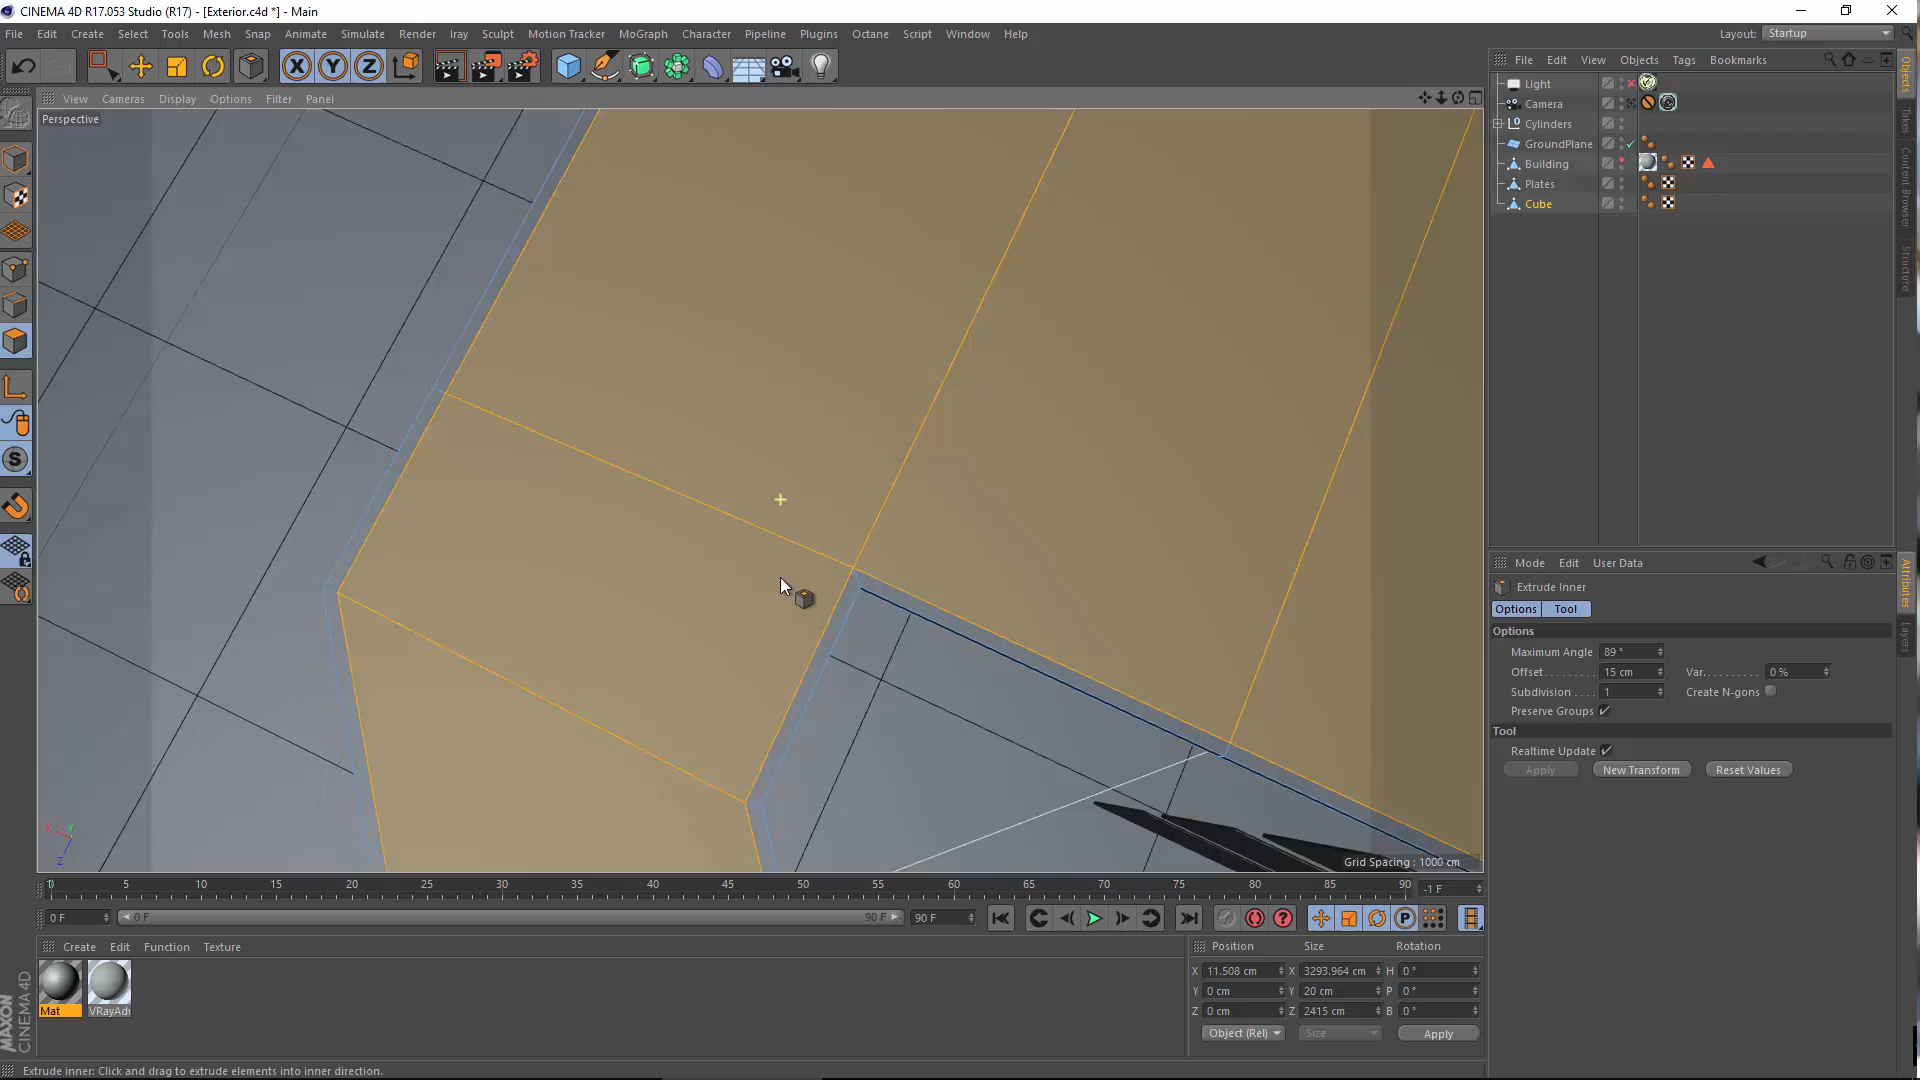 CINEMA 4D R17.053 Studio (R17) - [Exterior.c4d *] - Main
File Edit Create Select Tools Mesh Snap Animate Simulate Render Iray Sculpt Motion Tracker MoGraph Character Pipeline Plugins Octane Script Window Help Layout: Startup
X Y Z
File Edit View Objects Tags Bookmarks
View Cameras Display Options Filter Panel
Perspective
Light
Camera
Cylinders
GroundPlane
Building
Plates
Cube
Objects
Takes
Content Browser
Structure
S
Mode Edit User Data
Extrude Inner
Options Tool
Options
Maximum Angle 89 °
Offset 15 cm Var. 0 %
Subdivision 1 Create N-gons
Preserve Groups
Tool
Realtime Update
Apply New Transform Reset Values
Attributes
Layers
X Y Z
Grid Spacing : 1000 cm
0 5 10 15 20 25 30 35 40 45 50 55 60 65 70 75 80 85 90 -1 F
0 F 0 F 90 F 90 F P
Create Edit Function Texture
Mat VRayAdv
Position Size Rotation
X 11.508 cm X 3293.964 cm H 0 °
Y 0 cm Y 20 cm P 0 °
Z 0 cm Z 2415 cm B 0 °
Object (Rel) Size Apply
MAXON CINEMA 4D
Extrude inner: Click and drag to extrude elements into inner direction.